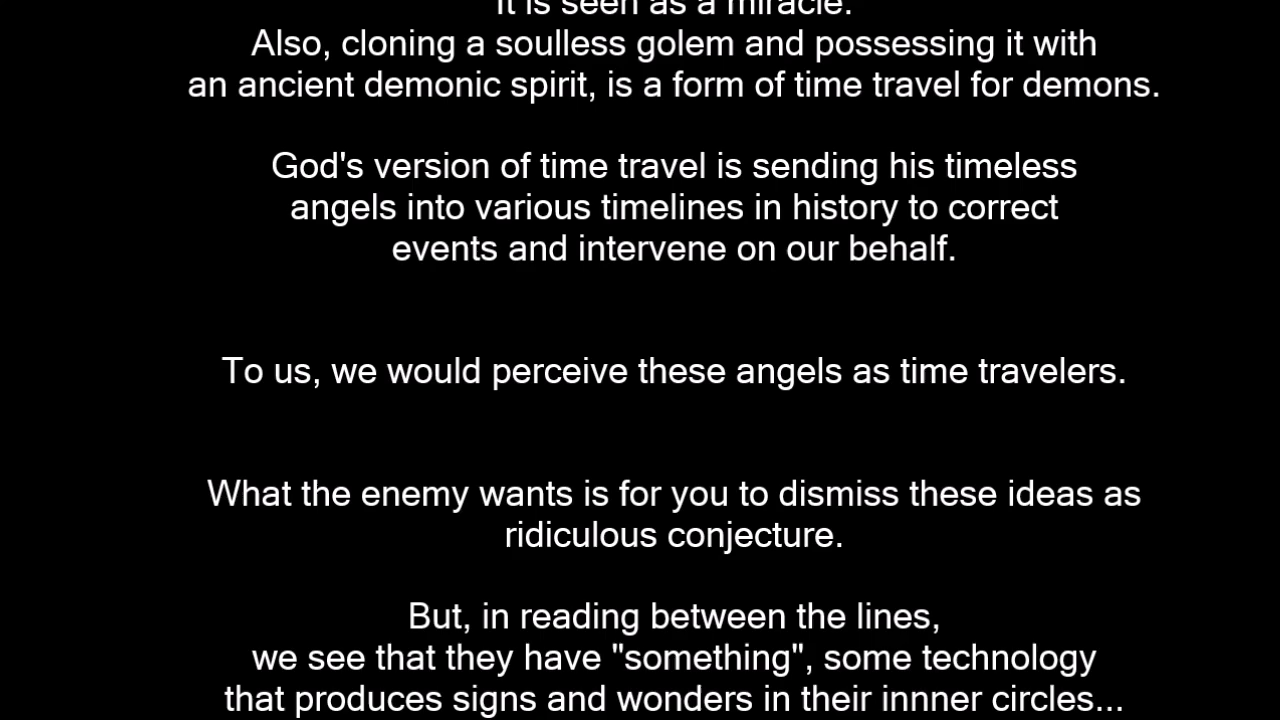 It is seen as a miracle.
Also, cloning a soulless golem and possessing it with
an ancient demonic spirit, is a form of time travel for demons.
God's version of time travel is sending his timeless
angels into various timelines in history to correct
events and intervene on our behalf.
To us, we would perceive these angels as time travelers.
What the enemy wants is for you to dismiss these ideas as
ridiculous conjecture.
But, in reading between the lines,
we see that they have "something", some technology
that produces signs and wonders in their innner circles...